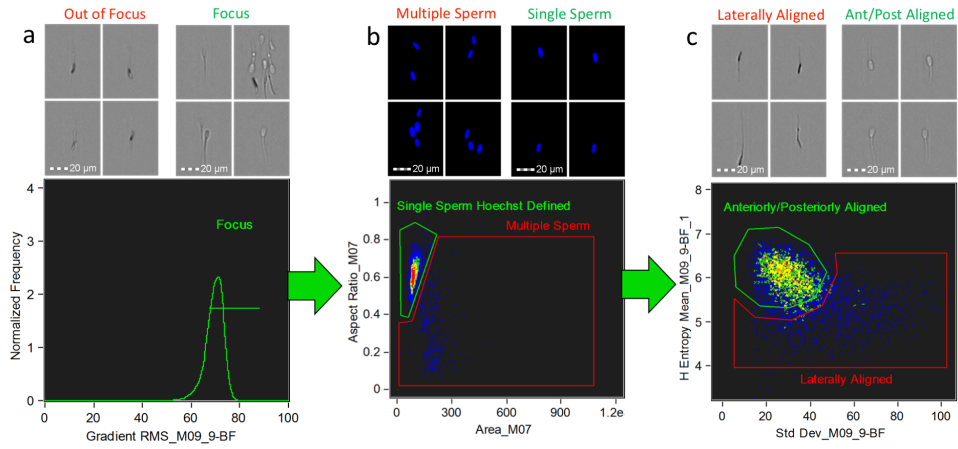 a
Out of Focus
Focus
20 µm
20 µm
Normalized Frequency
4
3
2
1
0
Focus
0
20
40
60
80
100
Gradient RMS_M09_9-BF
b
Multiple Sperm
Single Sperm
20 µm
20 µm
Aspect Ratio_M07
1
0.8
0.6
0.4
0.2
0
Single Sperm Hoechst Defined
Multiple Sperm
0
300
600
900
1.2e
Area_M07
c
Laterally Aligned
Ant/Post Aligned
20 µm
20 µm
H Entropy Mean_M09_9-BF_1
8
7
6
5
4
Anteriorly/Posteriorly Aligned
Laterally Aligned
0
20
40
60
80
100
Std Dev_M09_9-BF